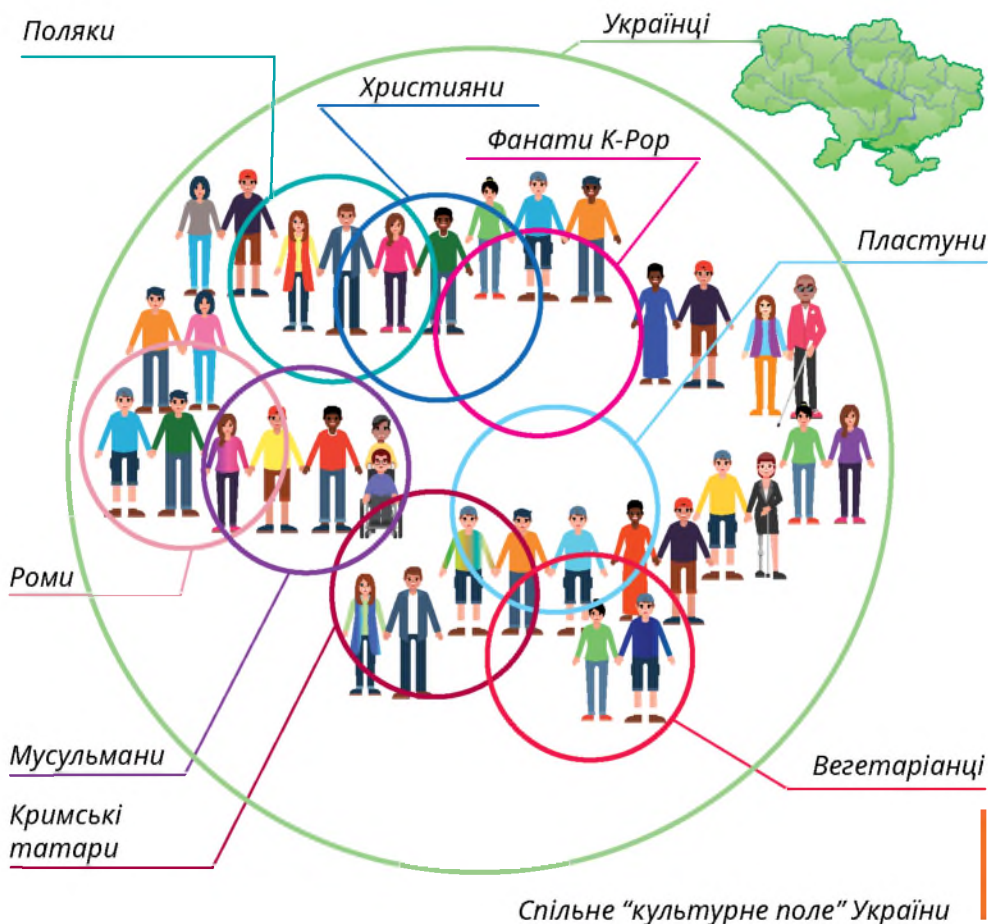 Поляки
Українці
Християни
Фанати K-Pop
Пластуни
Роми
Мусульмани
Вегетаріанці
Кримські
татари
Спільне “культурне поле” України